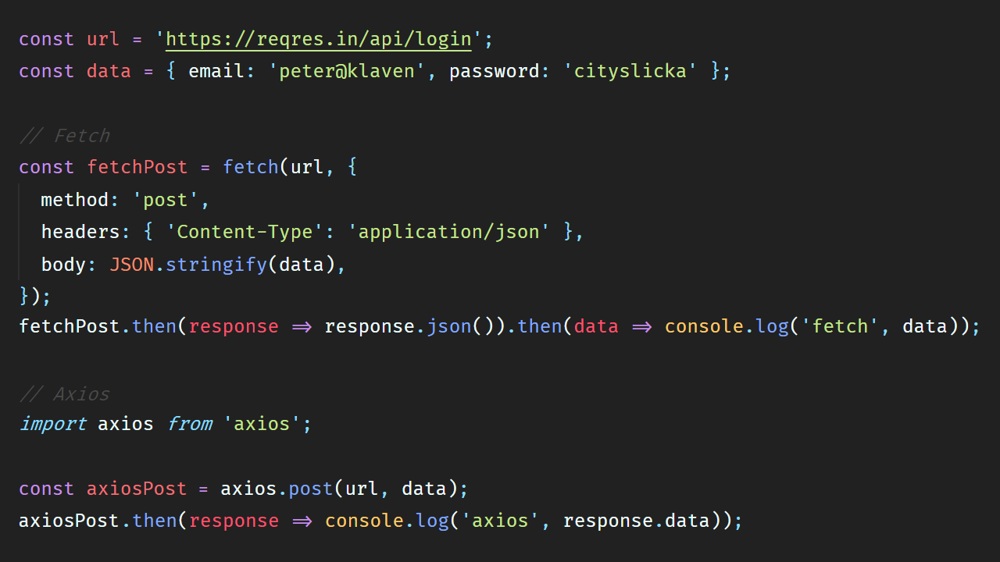 const url = 'https://reqres.in/api/login';
const data = { email: 'peter@klaven', password: 'cityslicka' };
// Fetch
const fetchPost = fetch(url, {
method: 'post',
headers: { 'Content-Type': 'application/json' },
body: JSON.stringify(data),
});
fetchPost.then(response => response.json()).then(data => console.log('fetch', data));
// Axios
import axios from 'axios';
const axiosPost = axios.post(url, data);
axiosPost.then(response => console.log('axios', response.data));